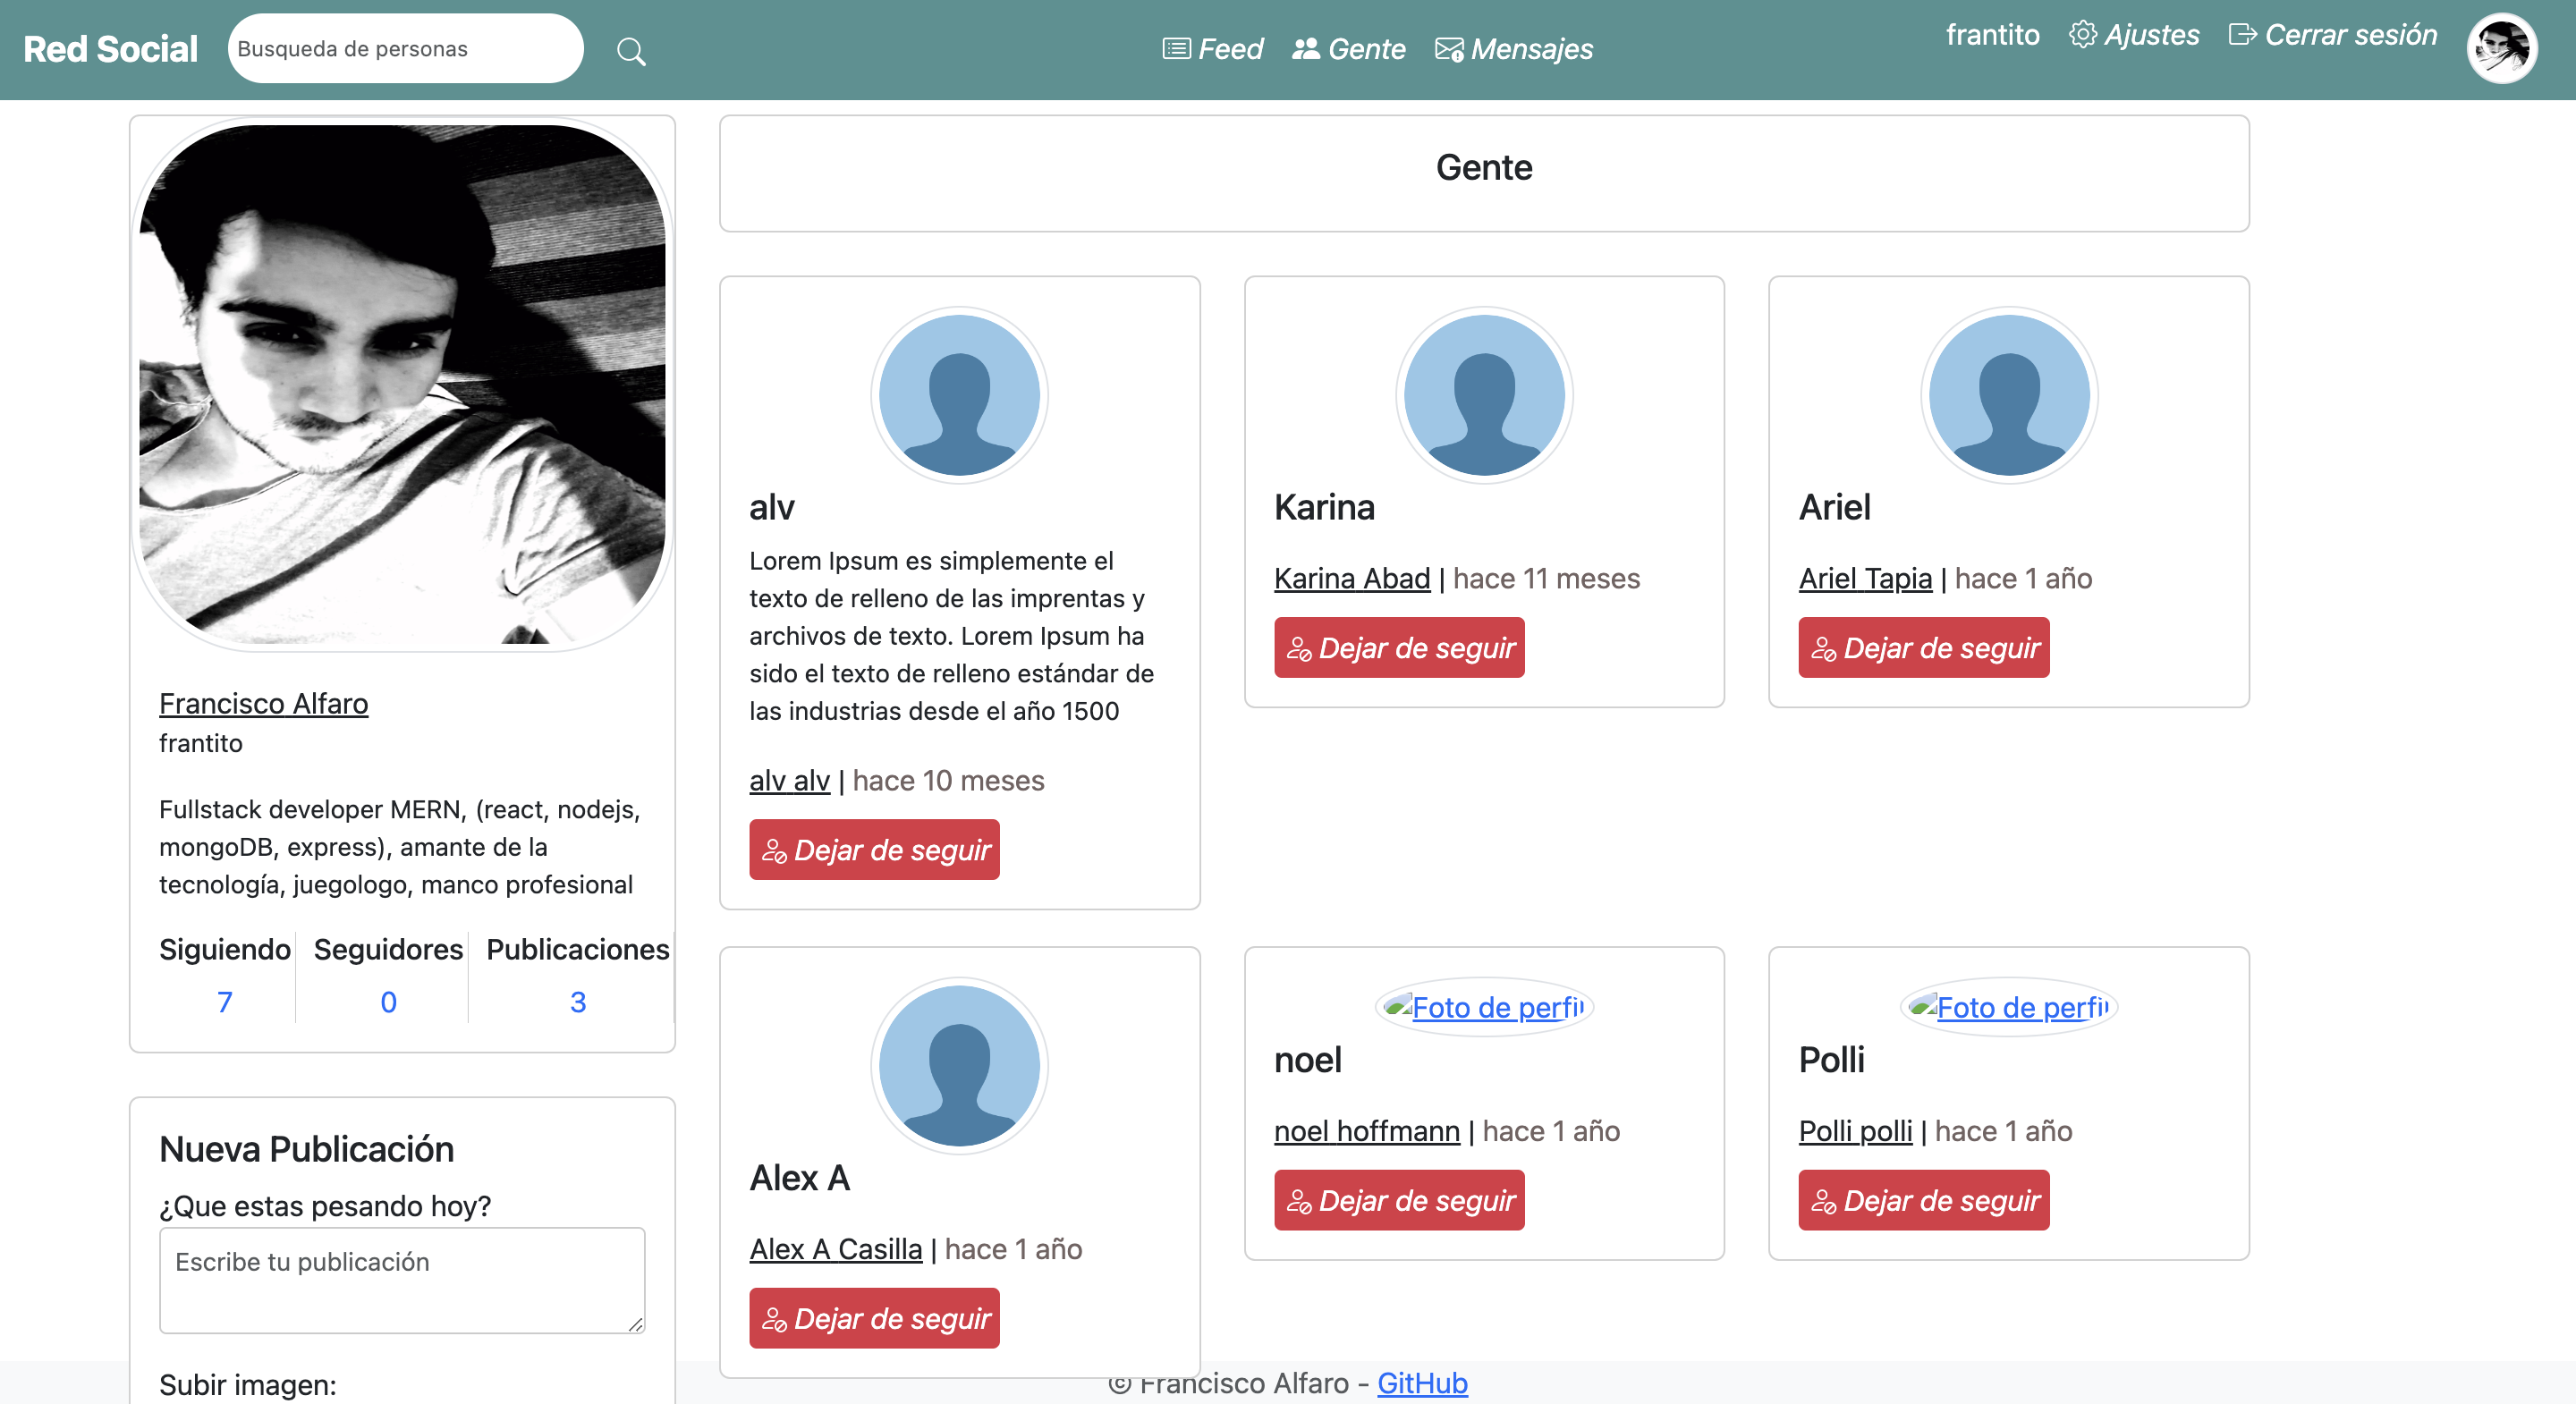 Red Social
Busqueda de personas
Feed
Gente
Mensajes
frantito
Ajustes
Cerrar sesión
Francisco Alfaro
frantito
Fullstack developer MERN, (react, nodejs,
mongoDB, express), amante de la
tecnología, juegologo, manco profesional
Siguiendo Seguidores Publicaciones
7 0 3
Nueva Publicación
¿Que estas pesando hoy?
Escribe tu publicación
Subir imagen:
Gente
alv
Lorem Ipsum es simplemente el
texto de relleno de las imprentas y
archivos de texto. Lorem Ipsum ha
sido el texto de relleno estándar de
las industrias desde el año 1500
alv alv | hace 10 meses
Dejar de seguir
Karina
Karina Abad | hace 11 meses
Dejar de seguir
Ariel
Ariel Tapia | hace 1 año
Dejar de seguir
Alex A
Alex A Casilla | hace 1 año
Dejar de seguir
Foto de perfil
noel
noel hoffmann | hace 1 año
Dejar de seguir
Foto de perfil
Polli
Polli polli | hace 1 año
Dejar de seguir
© Francisco Alfaro - GitHub